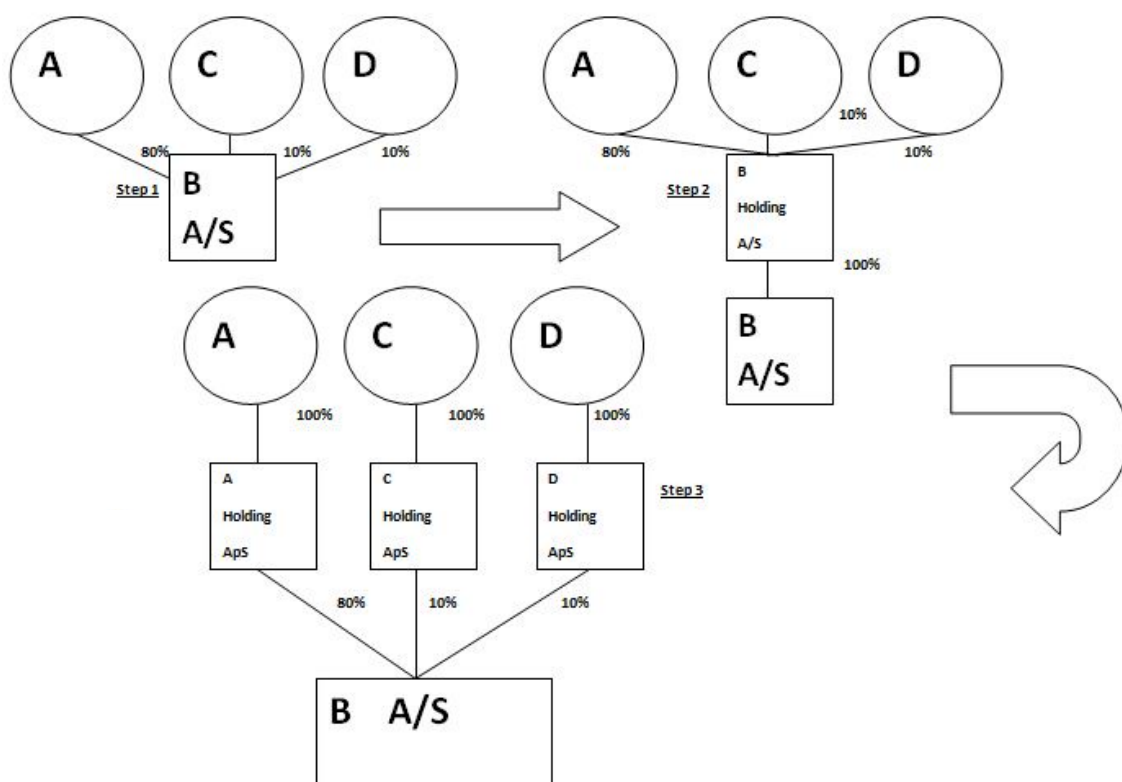 A
C
D
80%
10%
10%
Step 1
B
A/S
A
C
D
10%
80%
10%
Step 2
B
Holding
A/S
100%
B
A/S
A
C
D
100%
100%
100%
A
Holding
ApS
C
Holding
ApS
D
Holding
ApS
Step 3
80%
10%
10%
B A/S